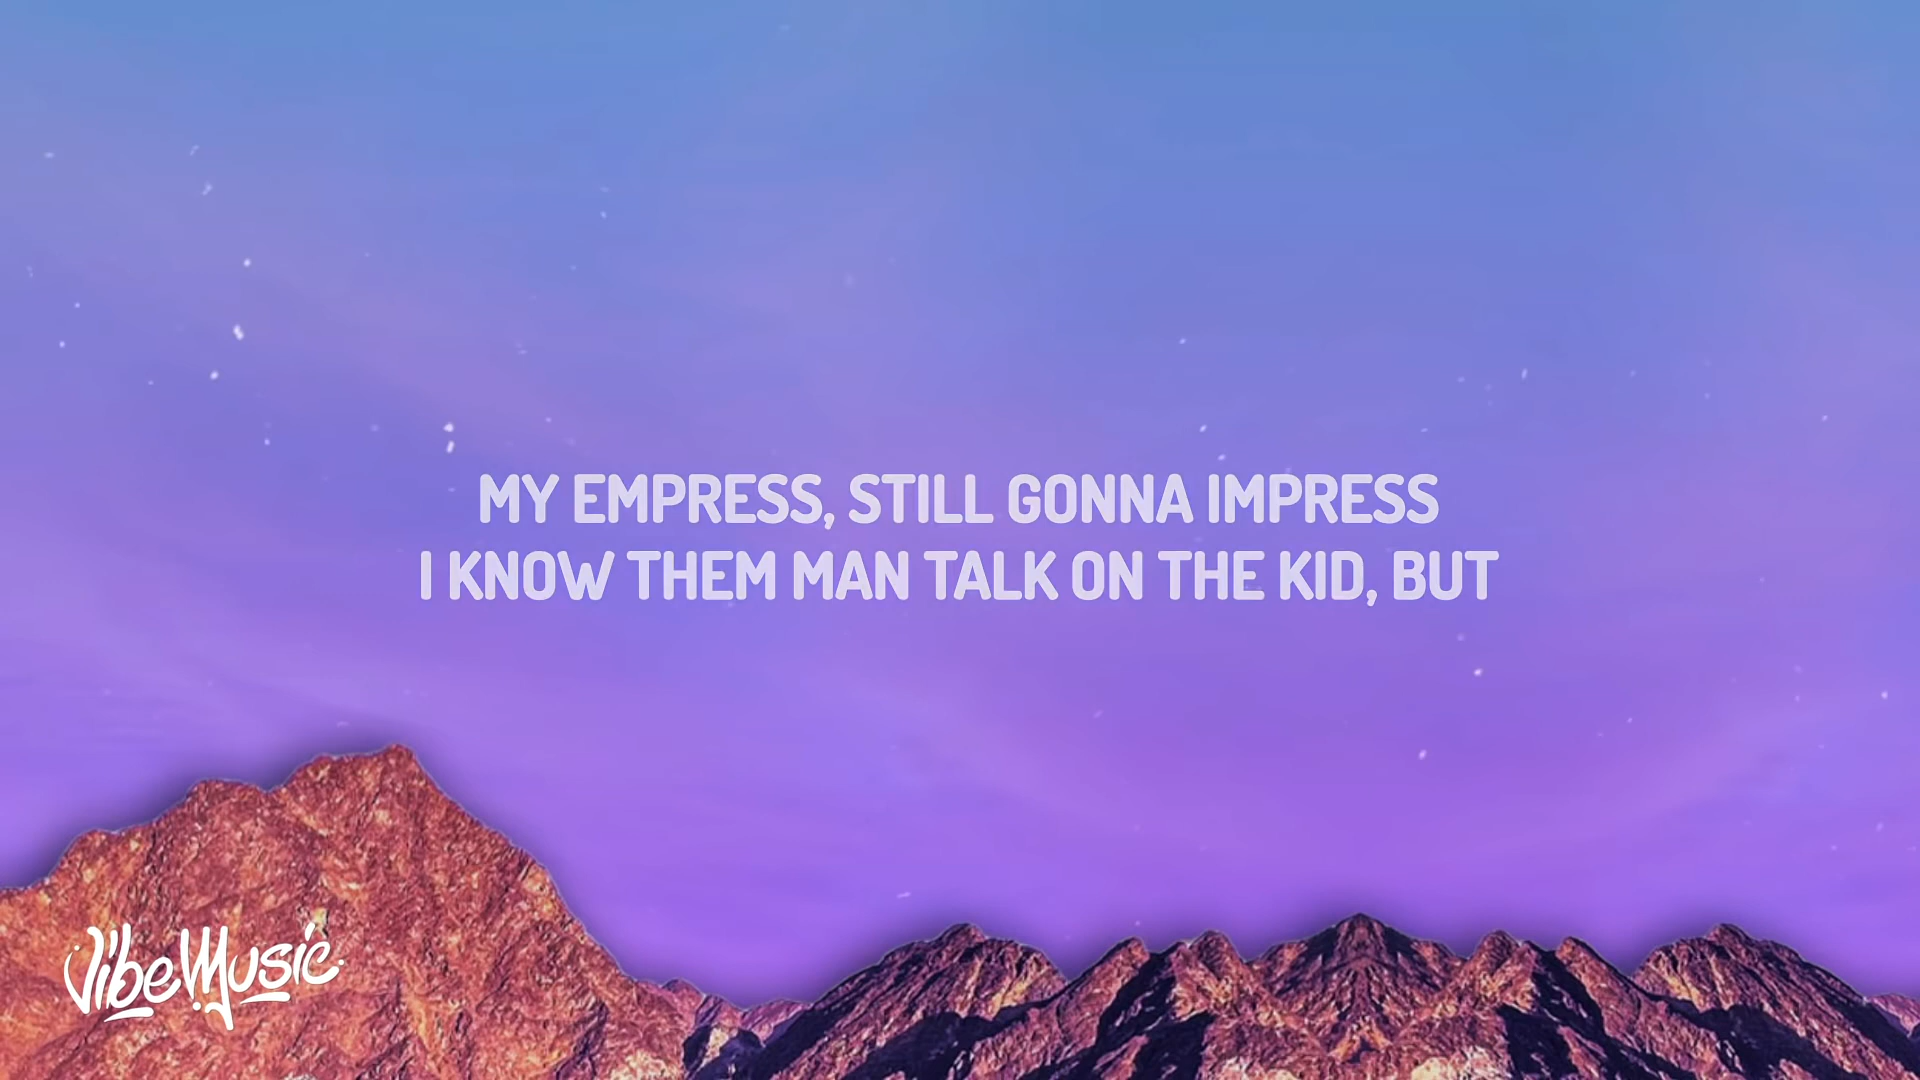 MY EMPRESS, STILL GONNA IMPRESS
I KNOW THEM MAN TALK ON THE KID, BUT
VibeMusic